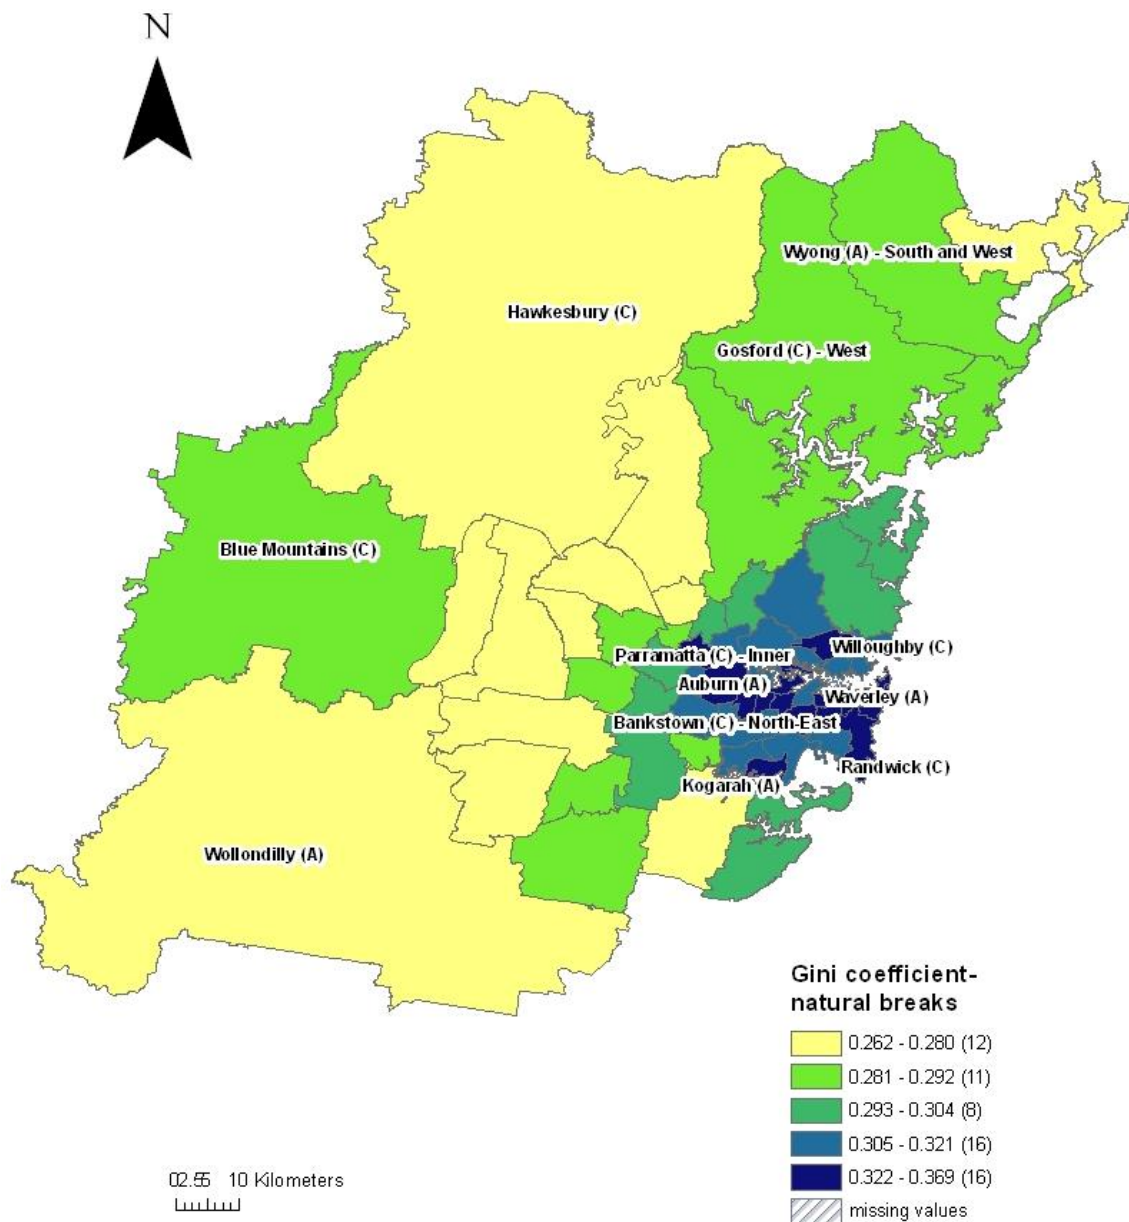 N
Wyong (A) - South and West
Hawkesbury (C)
Gosford (C) - West
Blue Mountains (C)
Parramatta (C) - Inner
Willoughby (C)
Auburn (A)
Waverley (A)
Bankstown (C) - North-East
Randwick (C)
Kogarah (A)
Wollondilly (A)
Gini coefficient-
natural breaks
0.262 - 0.280 (12)
0.281 - 0.292 (11)
0.293 - 0.304 (8)
0.305 - 0.321 (16)
0.322 - 0.369 (16)
missing values
10 Kilometers